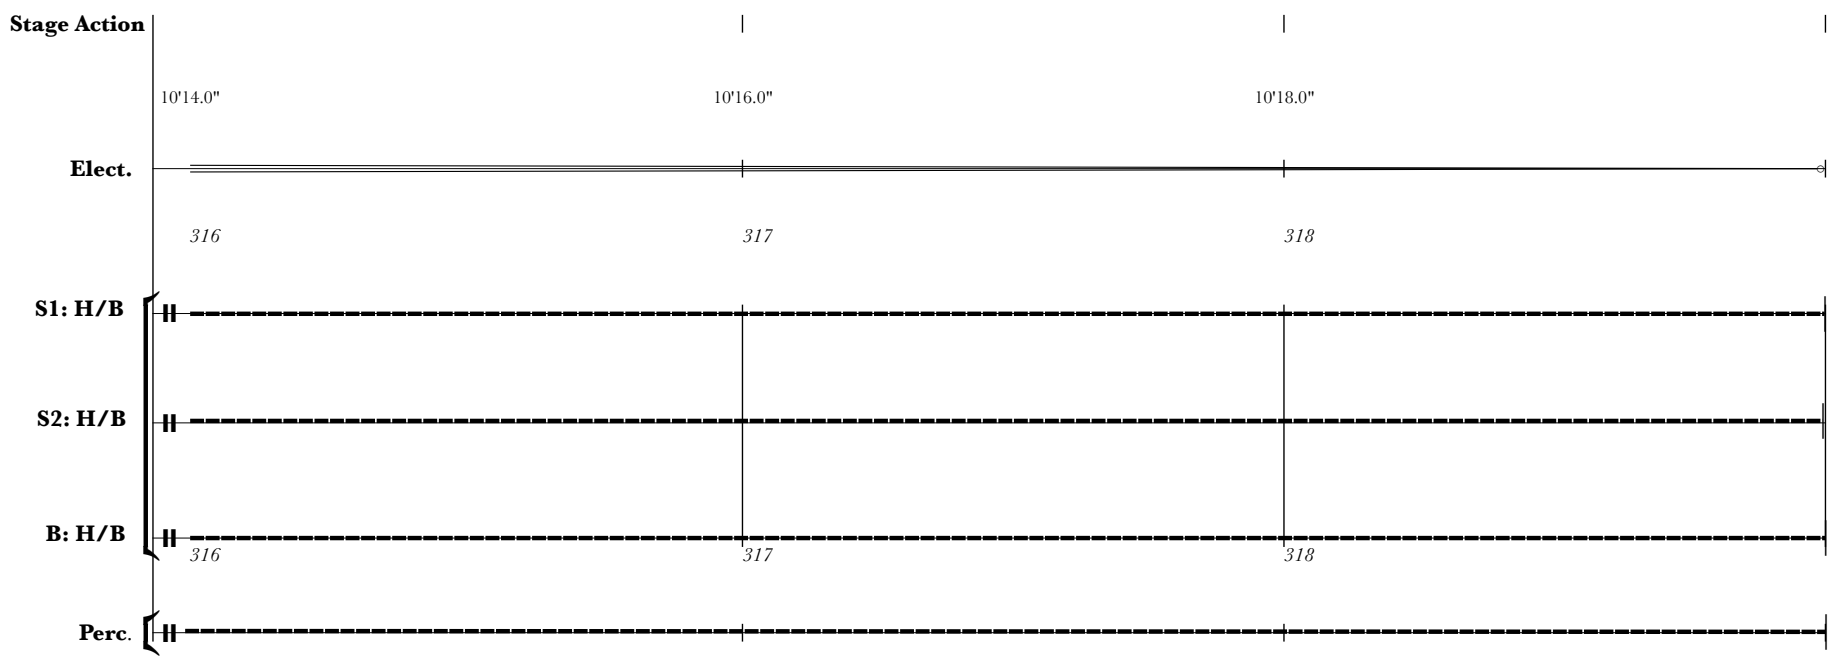 Stage Action
10'14.0" 10'16.0" 10'18.0"
Elect.
316 317 318
S1: H/B
S2: H/B
B: H/B
316 317 318
Perc.